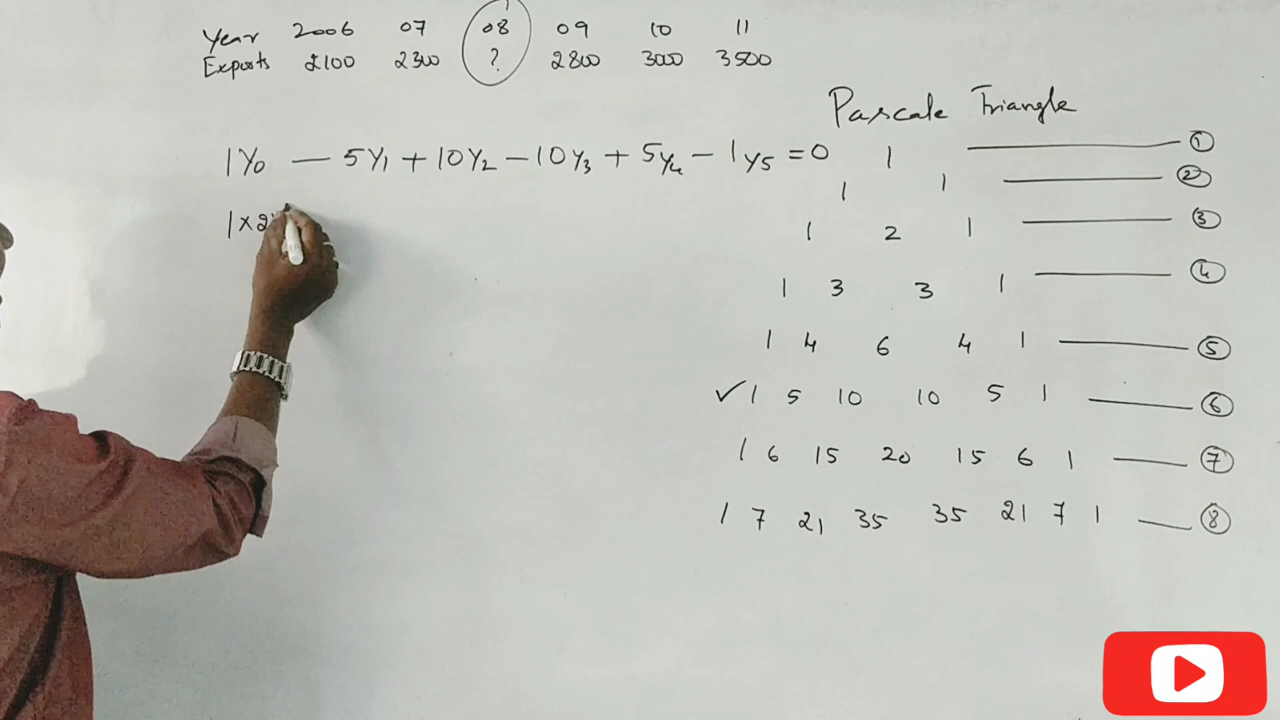 Year 2006 07 08 09 10 11
Exports 2100 2300 ? 2800 3000 3500
Pascale Triangle
1Y0 — 5Y1 + 10Y2 - 10Y3 + 5Y4 - 1Y5 = 0
1×2
1 ①
1 1 ②
1 2 1 ③
1 3 3 1 ④
1 4 6 4 1 ⑤
✓ 1 5 10 10 5 1 ⑥
1 6 15 20 15 6 1 ⑦
1 7 21 35 35 21 7 1 ⑧